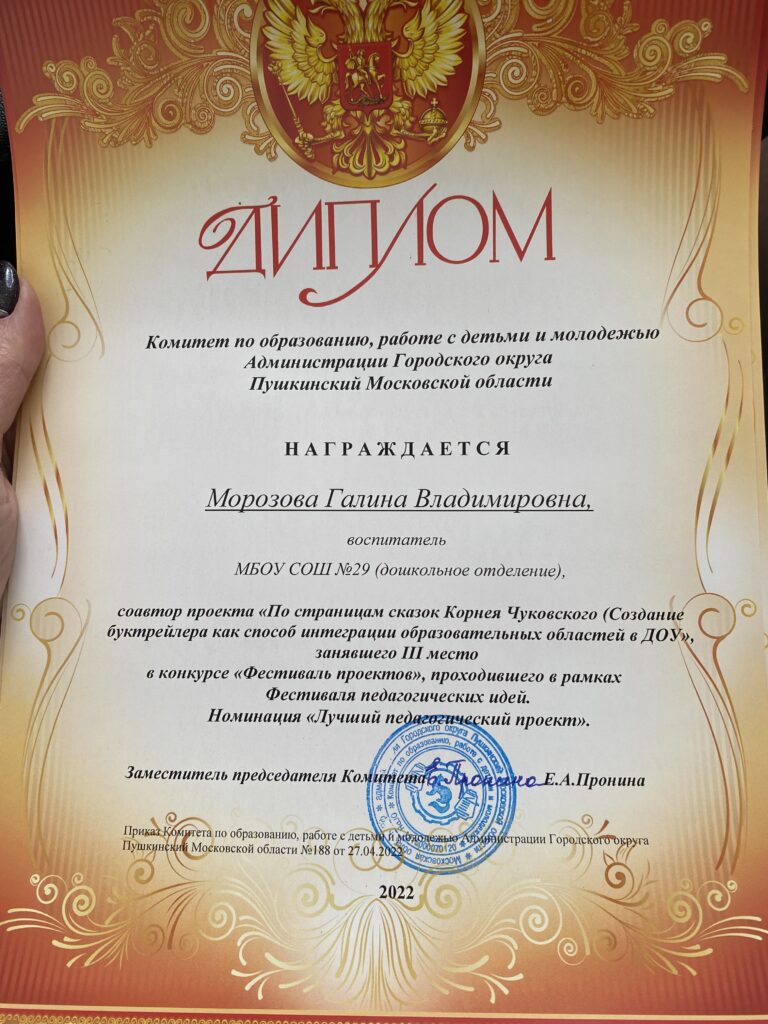 ДИПЛОМ
Комитет по образованию, работе с детьми и молодежью
Администрации Городского округа
Пушкинский Московской области
НАГРАЖДАЕТСЯ
Морозова Галина Владимировна,
воспитатель
МБОУ СОШ №29 (дошкольное отделение),
соавтор проекта «По страницам сказок Корнея Чуковского (Создание
буктрейлера как способ интеграции образовательных областей в ДОУ»,
занявшего III место
в конкурсе «Фестиваль проектов», проходившего в рамках
Фестиваля педагогических идей.
Номинация «Лучший педагогический проект».
Заместитель председателя Комитета Е.А.Пронина
Приказ Комитета по образованию, работе с детьми и молодежью Администрации Городского округа
Пушкинский Московской области №188 от 27.04.2022
2022